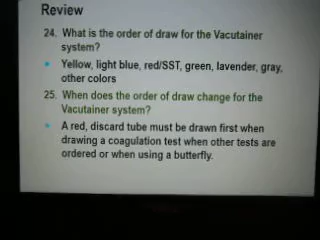 Review
24. What is the order of draw for the Vacutainer
system?
Yellow, light blue, red/SST, green, lavender, gray,
other colors
25. When does the order of draw change for the
Vacutainer system?
A red, discard tube must be drawn first when
drawing a coagulation test when other tests are
ordered or when using a butterfly.